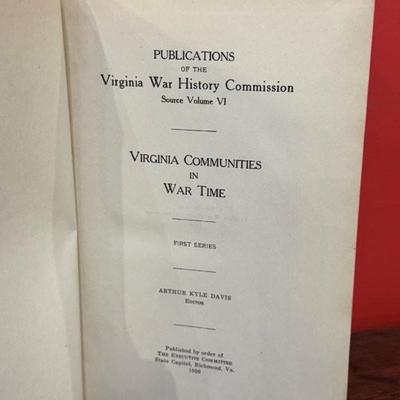 PUBLICATIONS
OF THE
Virginia War History Commission
Source Volume VI
VIRGINIA COMMUNITIES
IN
WAR TIME
FIRST SERIES
ARTHUR KYLE DAVIS
EDITOR
Published by order of
THE EXECUTIVE COMMITTEE
State Capitol, Richmond, Va.